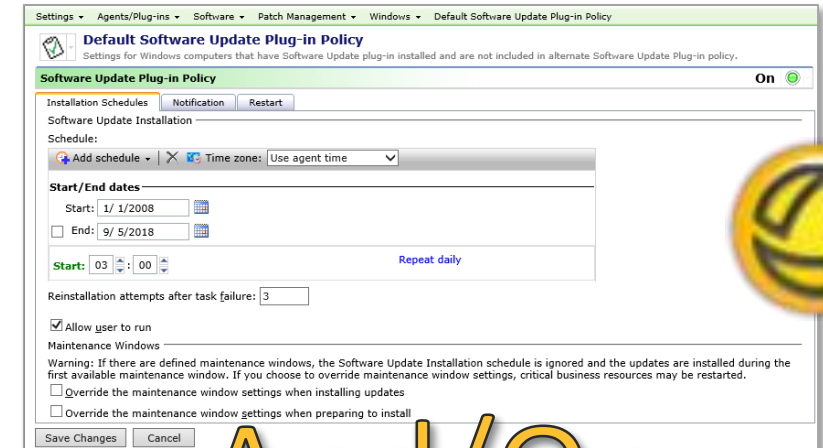 Settings Agents/Plug-ins Software Patch Management Windows Default Software Update Plug-in Policy
Default Software Update Plug-in Policy
Settings for Windows computers that have Software Update plug-in installed and are not included in alternate Software Update Plug-in policy.
Software Update Plug-in Policy On
Installation Schedules Notification Restart
Software Update Installation
Schedule:
Add schedule Time zone: Use agent time
Start/End dates
Start: 1/ 1/2008
End: 9/ 5/2018
Start: 03 : 00 Repeat daily
Reinstallation attempts after task failure: 3
Allow user to run
Maintenance Windows
Warning: If there are defined maintenance windows, the Software Update Installation schedule is ignored and the updates are installed during the
first available maintenance window. If you choose to override maintenance window settings, critical business resources may be restarted.
Override the maintenance window settings when installing updates
Override the maintenance window settings when preparing to install
Save Changes Cancel